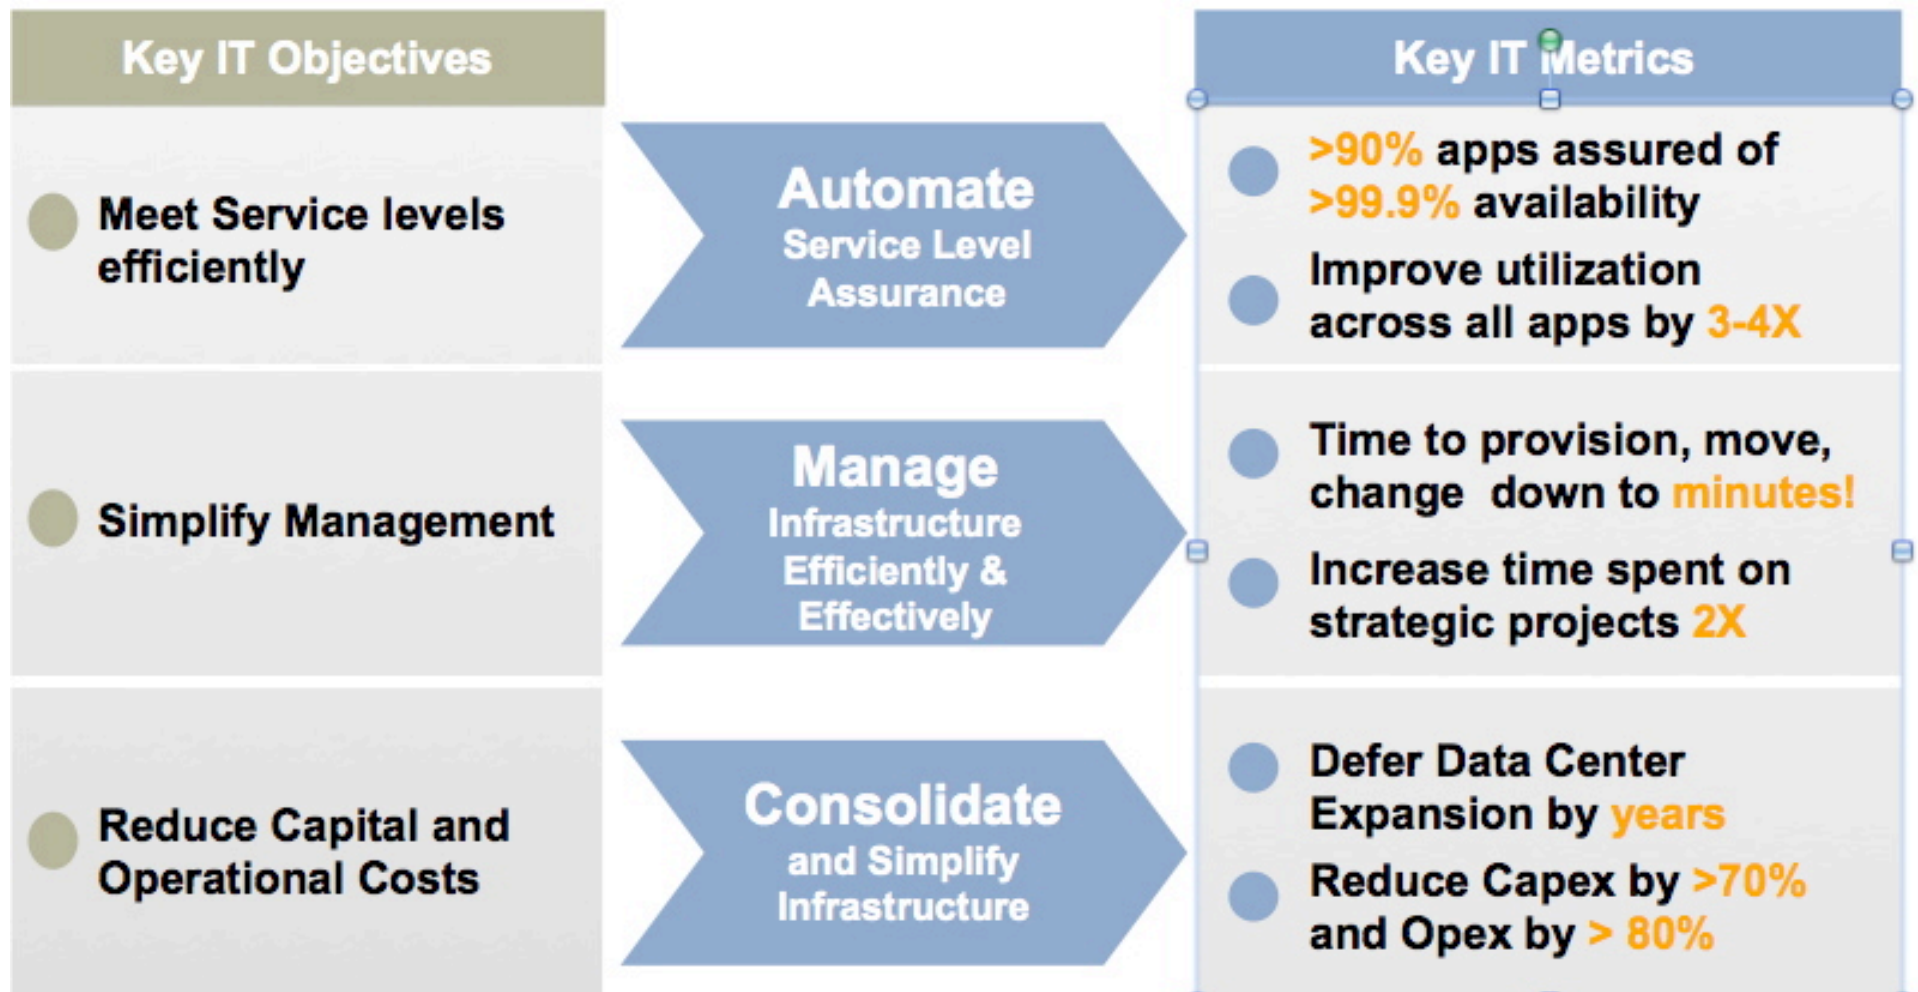 Key IT Objectives
Key IT Metrics
Meet Service levels
efficiently
Automate
Service Level
Assurance
>90% apps assured of
>99.9% availability
Improve utilization
across all apps by 3-4X
Simplify Management
Manage
Infrastructure
Efficiently &
Effectively
Time to provision, move,
change  down to minutes!
Increase time spent on
strategic projects 2X
Reduce Capital and
Operational Costs
Consolidate
and Simplify
Infrastructure
Defer Data Center
Expansion by years
Reduce Capex by >70%
and Opex by > 80%